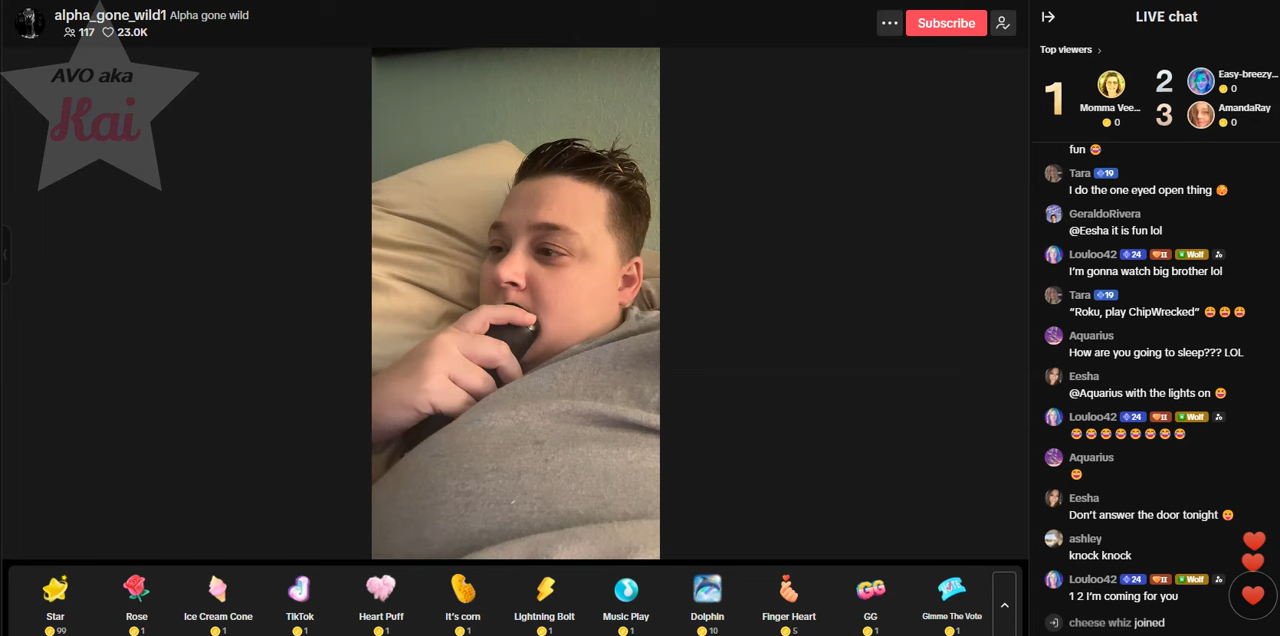 alpha_gone_wild1 Alpha gone wild
117 23.0K
Subscribe
AVO aka
Kai
LIVE chat
Top viewers
1
Momma Vee...
0
2
Easy-breezy...
0
3
AmandaRay
0
fun 😆
Tara 19
I do the one eyed open thing
GeraldoRivera
@Eesha it is fun lol
Louloo42 24 II Wolf
I'm gonna watch big brother lol
Tara 19
"Roku, play ChipWrecked" 😆😆😆
Aquarius
How are you going to sleep??? LOL
Eesha
@Aquarius with the lights on 😆
Louloo42 24 II Wolf
😆😆😆😆😆😆😆😆
Aquarius
😆
Eesha
Don't answer the door tonight
ashley
knock knock
Louloo42 24 II Wolf
1 2 I'm coming for you
cheese whiz joined
Star
99
Rose
1
Ice Cream Cone
1
TikTok
1
Heart Puff
1
It's corn
1
Lightning Bolt
1
Music Play
1
Dolphin
10
Finger Heart
5
GG
GG
1
Gimme The Vote
1